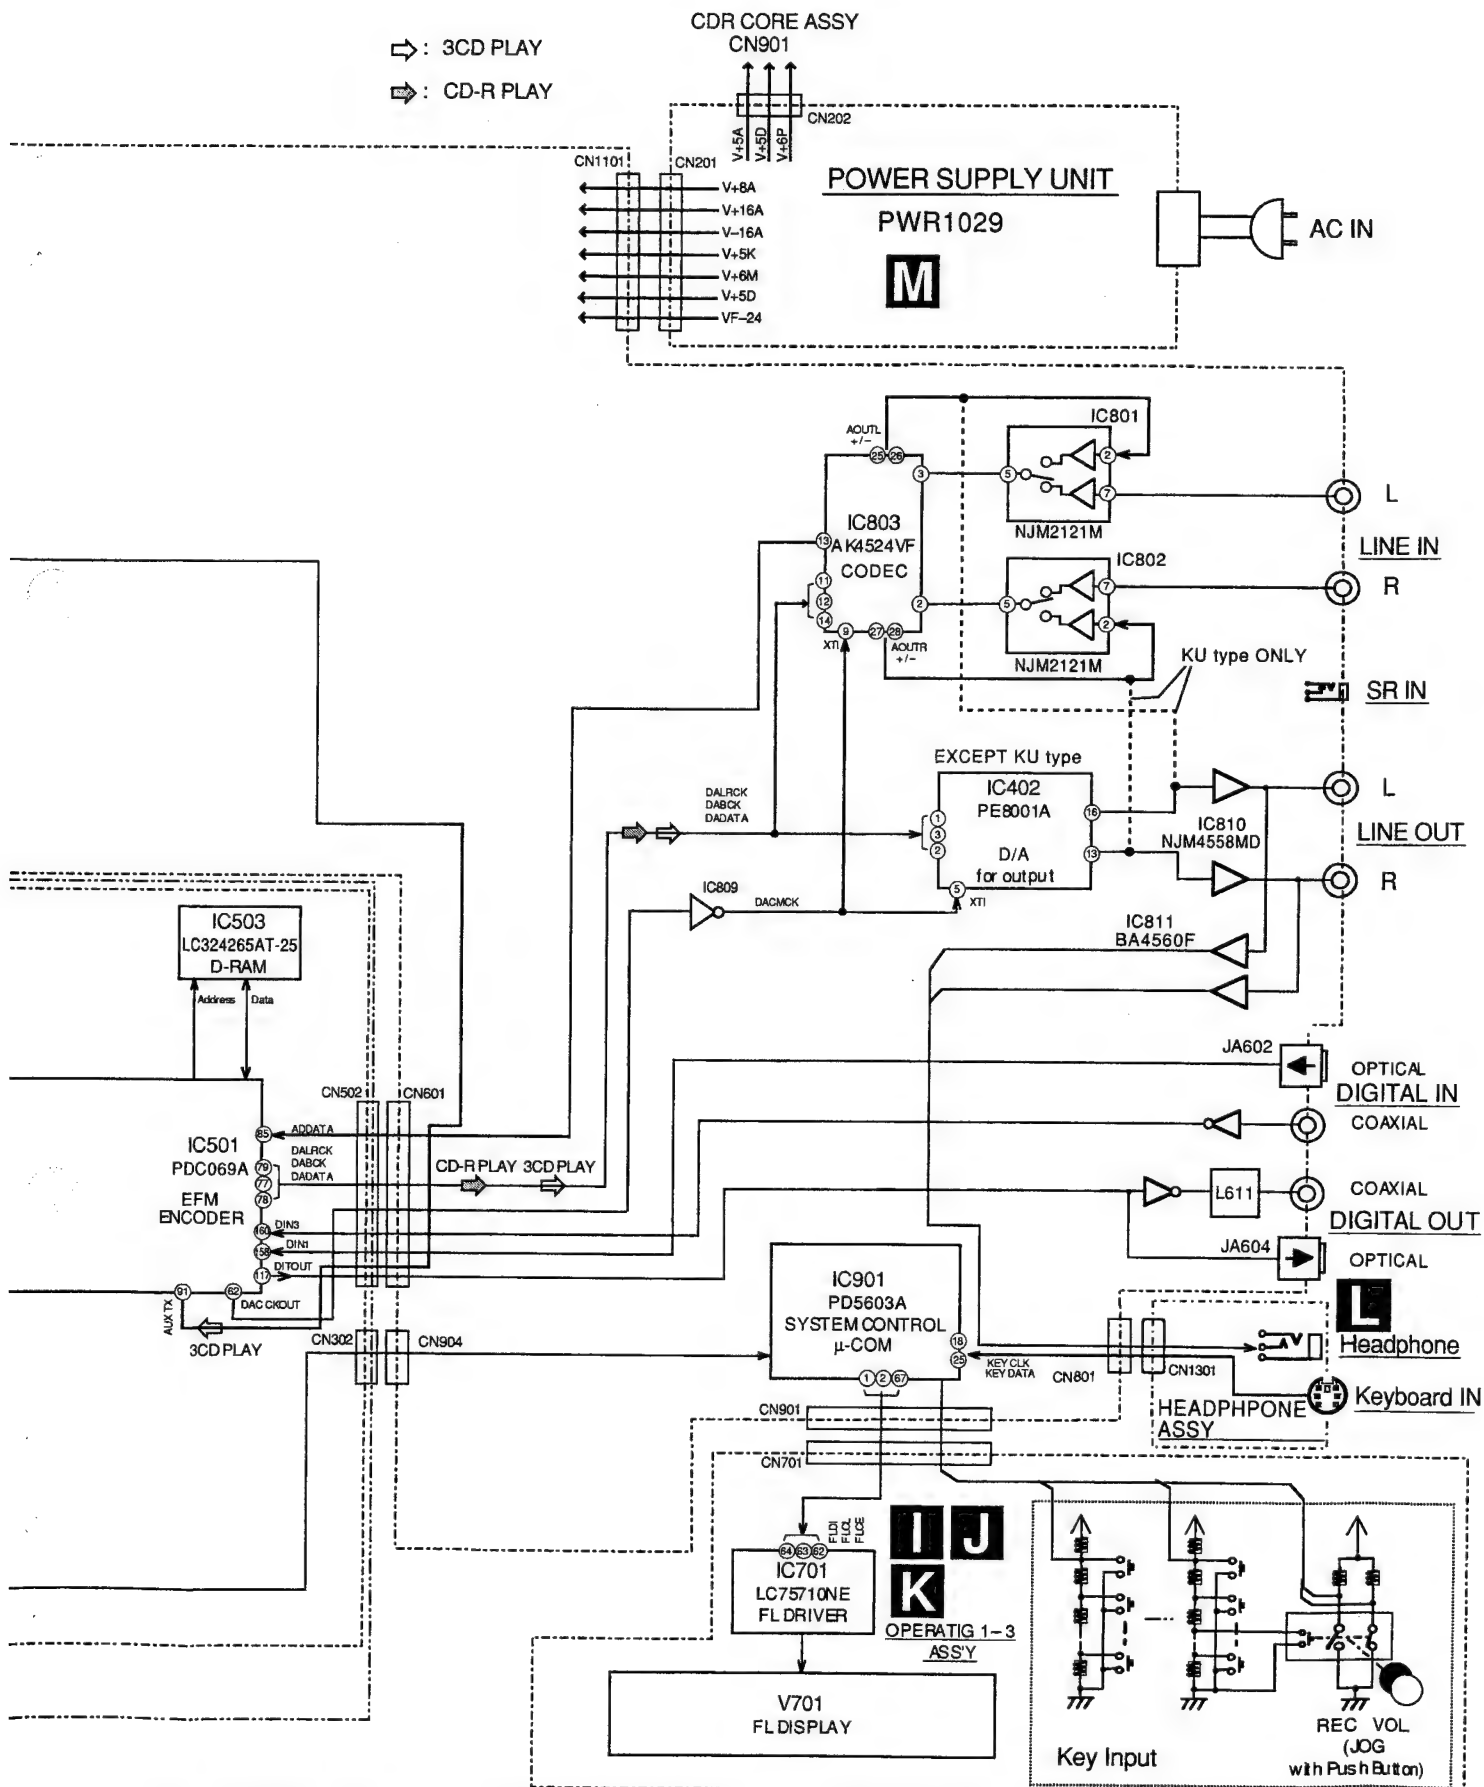 CDR CORE ASSY
CN901
⇨ : 3CD PLAY
⇨ : CD-R PLAY
CN202
V+5A
V+5D
V+6P
CN1101
CN201
V+8A
V+16A
V–16A
V+5K
V+6M
V+5D
VF–24
POWER SUPPLY UNIT
PWR1029
M
AC IN
AOUTL
+/–
25 26
3
IC803
AK4524VF
CODEC
13
11
12
14
9
27 28
2
XTI
AOUTR
+/–
IC801
2
5
7
NJM2121M
IC802
7
5
2
NJM2121M
L
LINE IN
R
KU type ONLY
SR IN
EXCEPT KU type
IC402
PE8001A
D/A
for output
1
3
2
16
13
5
XTI
DALRCK
DABCK
DADATA
IC809
DACMCK
IC810
NJM4558MD
L
LINE OUT
R
IC811
BA4560F
IC503
LC324265AT-25
D-RAM
Address
Data
JA602
OPTICAL
DIGITAL IN
COAXIAL
CN502
CN601
IC501
PDC069A
EFM
ENCODER
85
ADDATA
DALRCK
DABCK
DADATA
79
77
78
160
DIN3
158
DIN1
117
DITOUT
91
62
AUXTX
DAC CKOUT
3CD PLAY
CD-R PLAY 3CD PLAY
L611
COAXIAL
DIGITAL OUT
JA604
OPTICAL
CN302
CN904
IC901
PD5603A
SYSTEM CONTROL
μ-COM
18
25
1 2 67
KEY CLK
KEY DATA
CN801
CN1301
L
Headphone
Keyboard IN
HEADPHPONE
ASSY
CN901
CN701
FLDI
FLCL
FLCE
64 63 62
IC701
LC75710NE
FL DRIVER
I J
K
OPERATIG 1–3
ASS'Y
V701
FL DISPLAY
Key Input
REC VOL
(JOG
with Push Button)